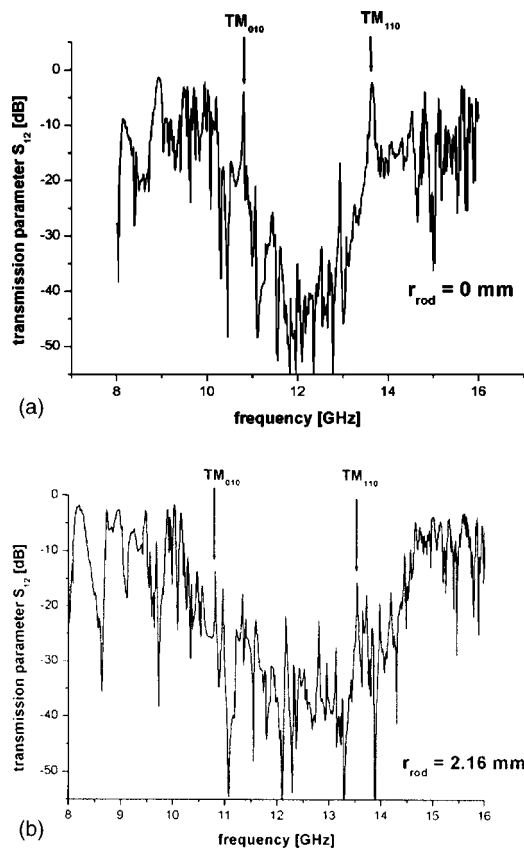 TM010 TM110
0
-10
-20
-30
-40
-50
transmission parameter S12 [dB]
rrod = 0 mm
8 10 12 14 16
frequency [GHz]
(a)
TM010 TM110
0
-10
-20
-30
-40
-50
transmission parameter S12 [dB]
rrod = 2.16 mm
8 9 10 11 12 13 14 15 16
frequency [GHz]
(b)